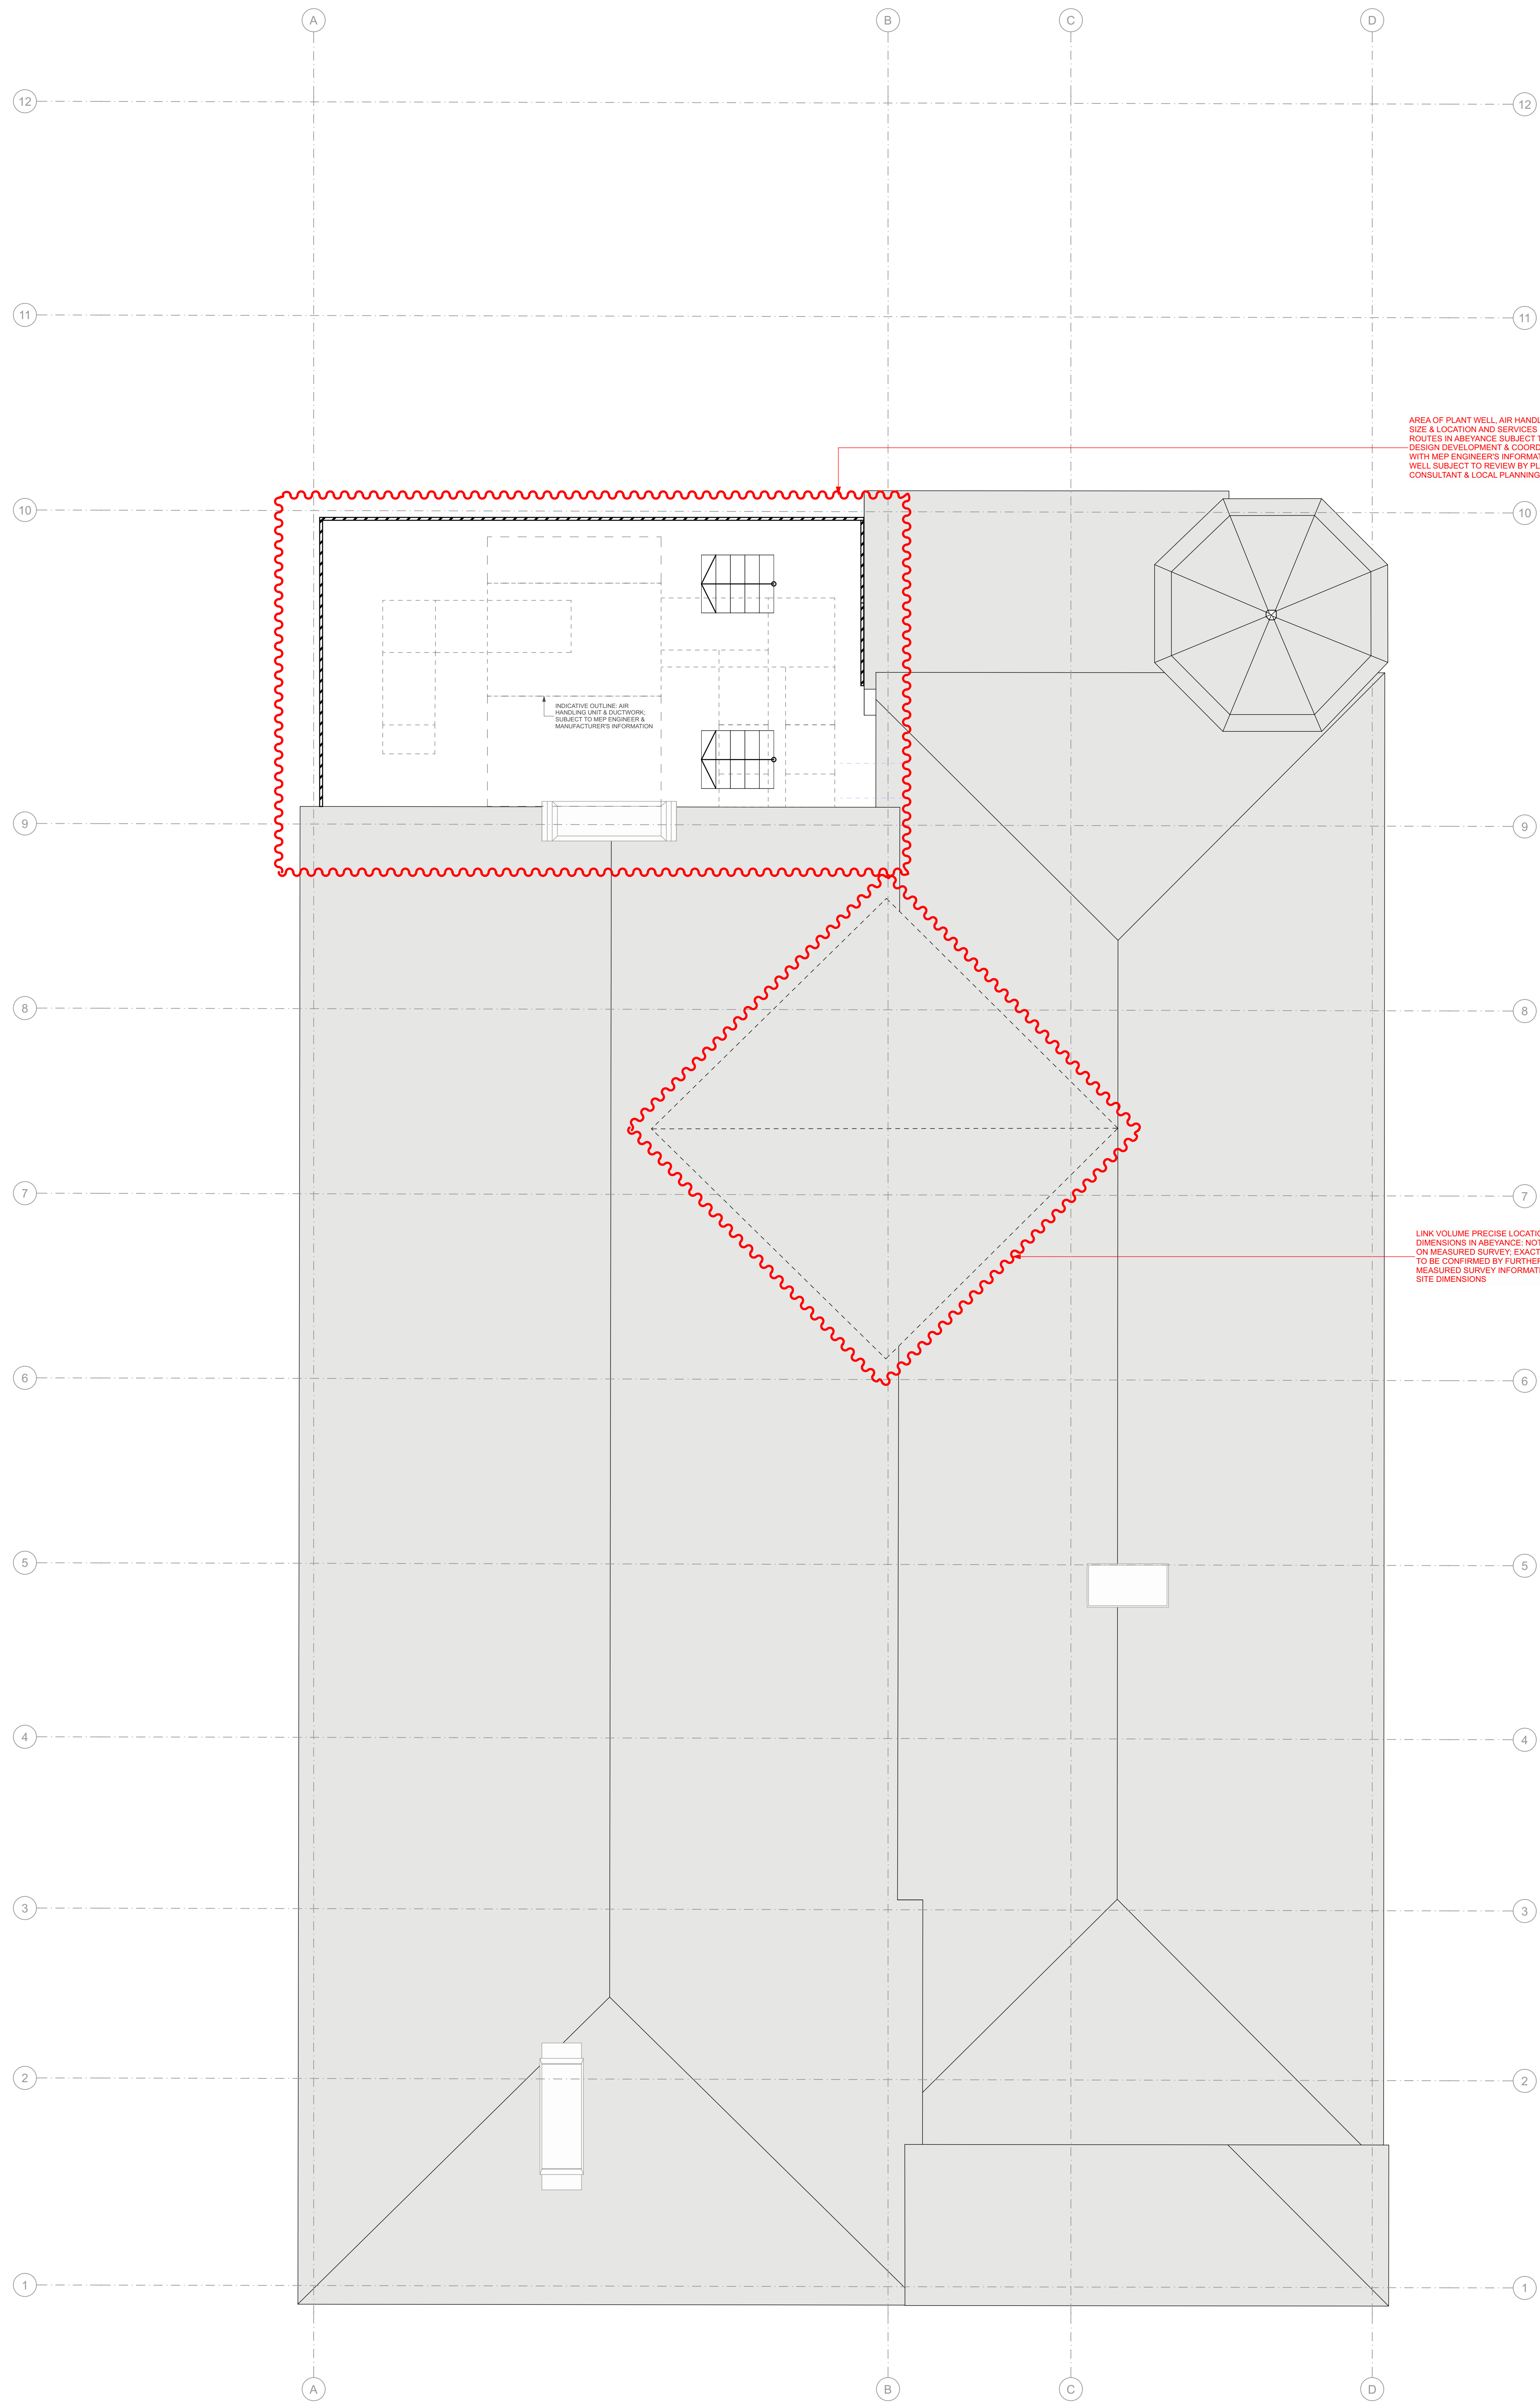 A
B
C
D
12
12
11
11
AREA OF PLANT WELL, AIR HANDL
SIZE & LOCATION AND SERVICES
ROUTES IN ABEYANCE SUBJECT T
DESIGN DEVELOPMENT & COORD
WITH MEP ENGINEER'S INFORMAT
WELL SUBJECT TO REVIEW BY PL
CONSULTANT & LOCAL PLANNING
10
10
INDICATIVE OUTLINE: AIR
HANDLING UNIT & DUCTWORK;
SUBJECT TO MEP ENGINEER &
MANUFACTURER'S INFORMATION
9
9
8
8
7
7
LINK VOLUME PRECISE LOCATIO
DIMENSIONS IN ABEYANCE: NOT
ON MEASURED SURVEY; EXACT
TO BE CONFIRMED BY FURTHER
MEASURED SURVEY INFORMATI
SITE DIMENSIONS
6
6
5
5
4
4
3
3
2
2
1
1
A
B
C
D